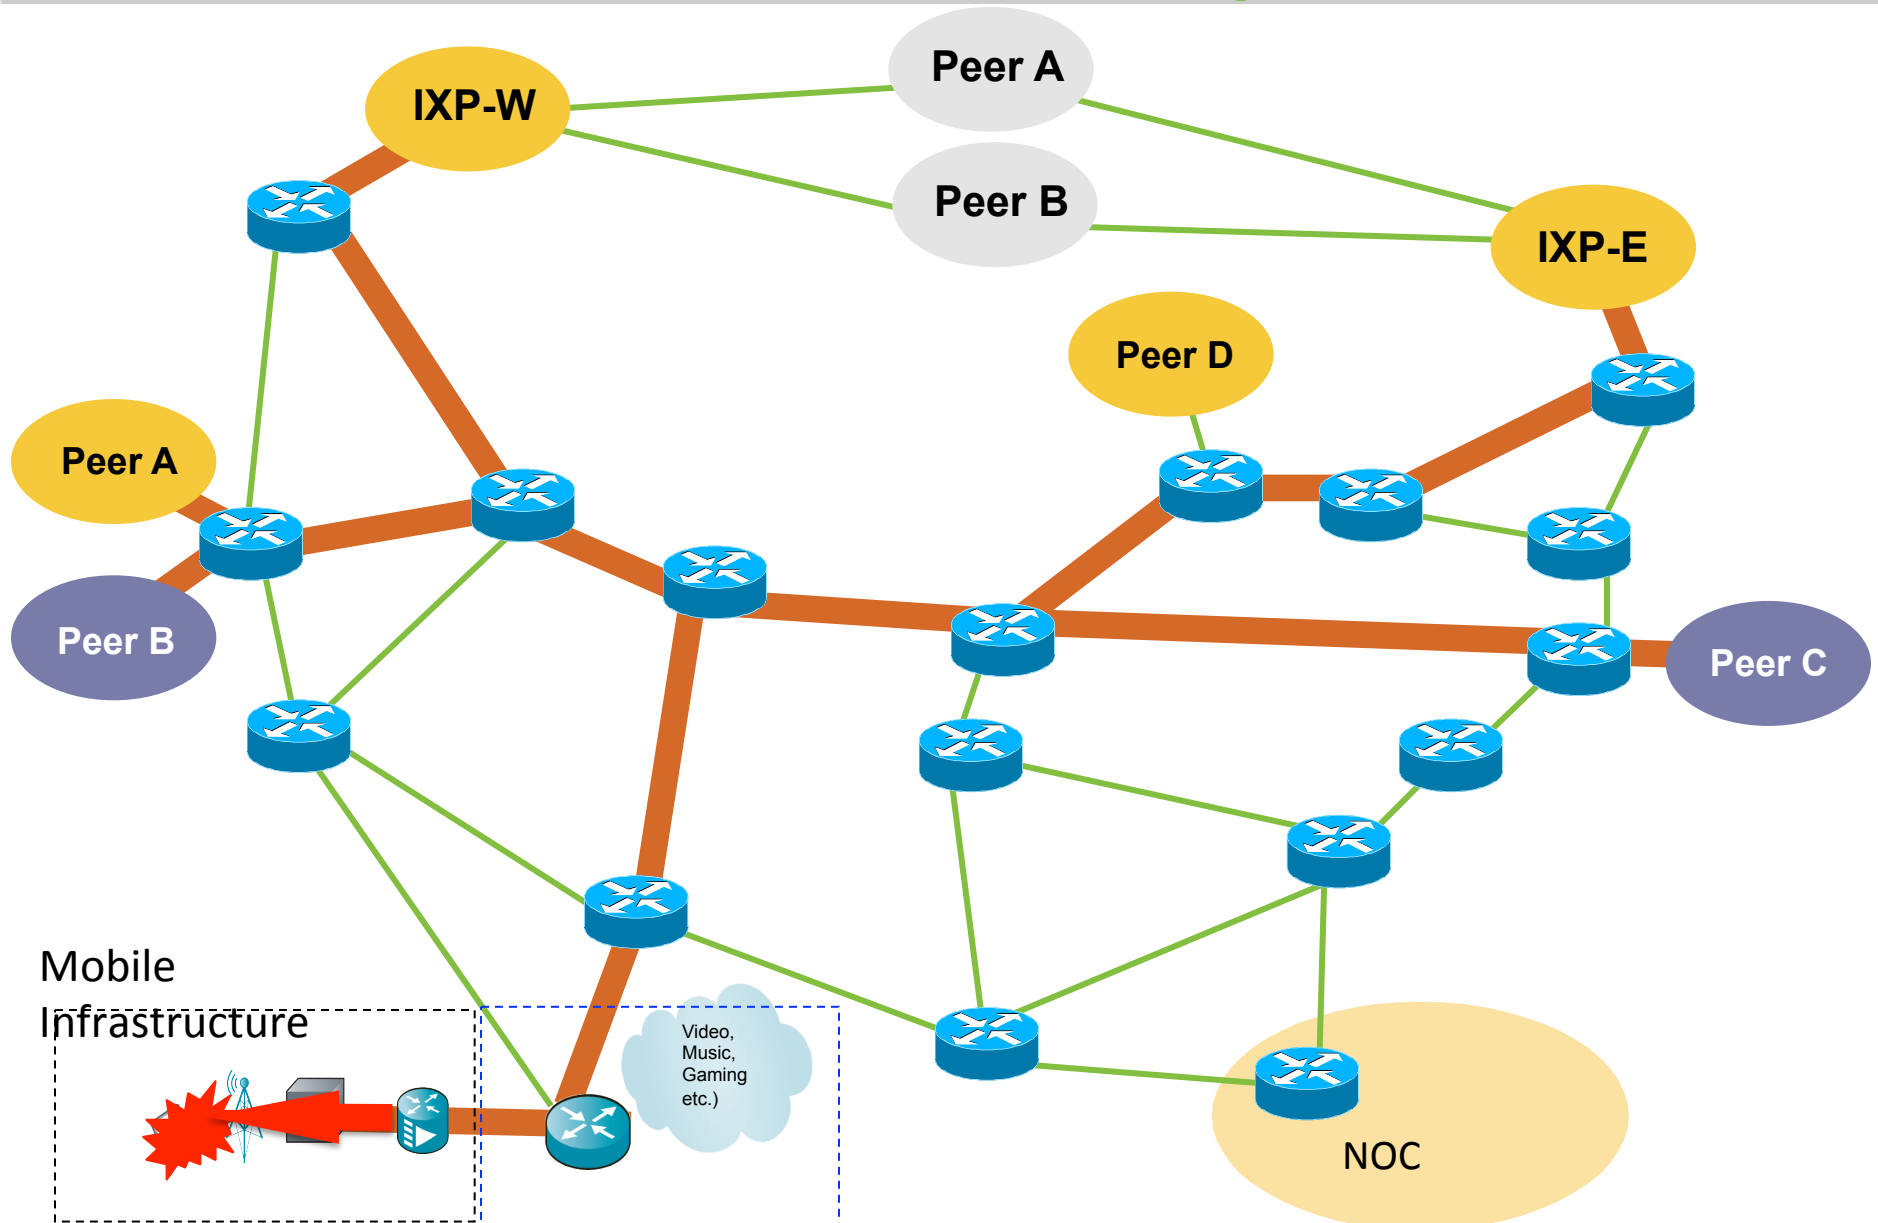 Peer A
IXP-W
Peer B
IXP-E
Peer D
Peer A
Peer B
Peer C
Mobile
Infrastructure
Video,
Music,
Gaming
etc.)
NOC